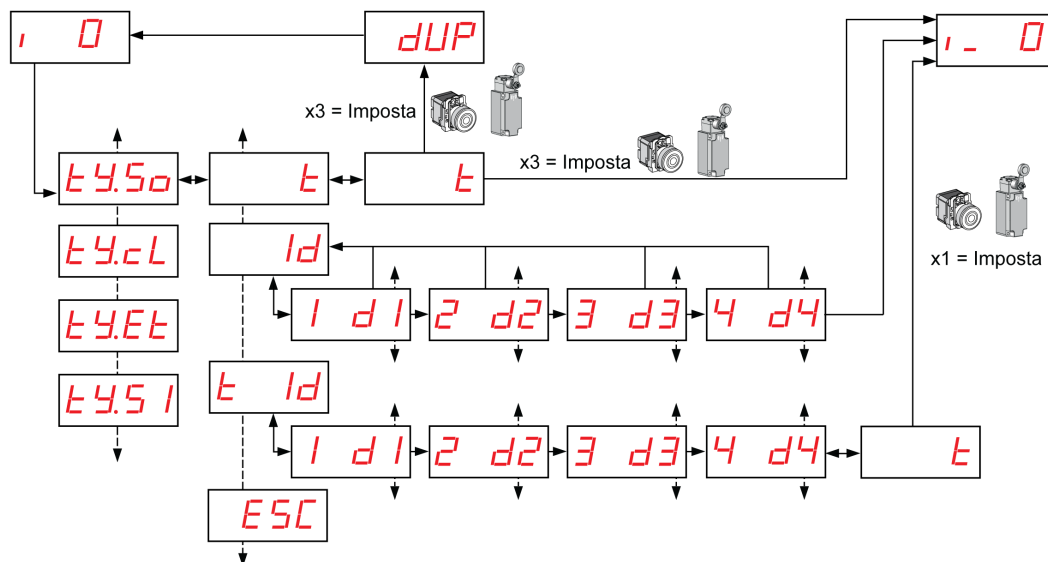 ı 0
dUP
ı_ 0
x3 = Imposta
x3 = Imposta
tY.So
t
t
tY.cL
Id
x1 = Imposta
1 d1
2 d2
3 d3
4 d4
tY.Et
t Id
tY.S1
1 d1
2 d2
3 d3
4 d4
t
ESC